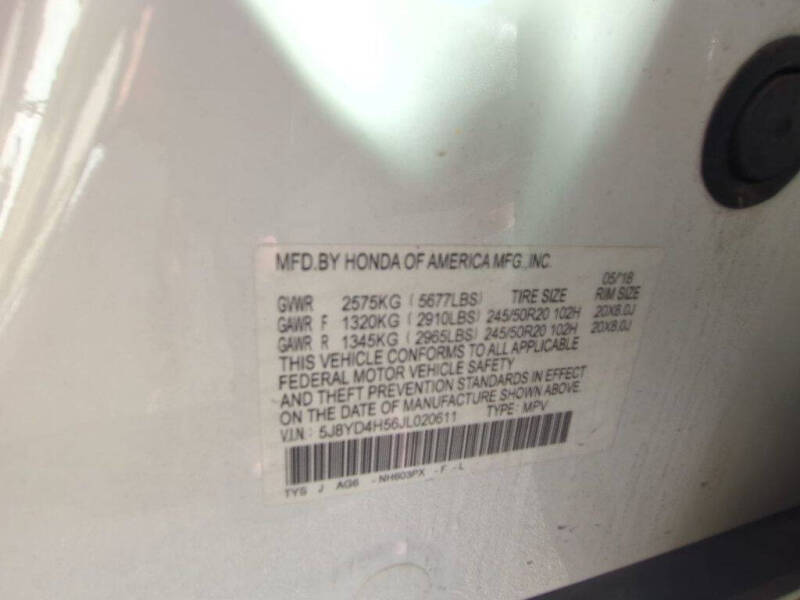 MFD.BY HONDA OF AMERICA MFG.,INC.
05/18
GVWR 2575KG ( 5677LBS) TIRE SIZE RIM SIZE
GAWR F 1320KG ( 2910LBS) 245/50R20 102H 20X8.0J
GAWR R 1345KG ( 2965LBS) 245/50R20 102H 20X8.0J
THIS VEHICLE CONFORMS TO ALL APPLICABLE
FEDERAL MOTOR VEHICLE SAFETY
AND THEFT PREVENTION STANDARDS IN EFFECT
ON THE DATE OF MANUFACTURE SHOWN ABOVE.
V.I.N.: 5J8YD4H56JL020611 TYPE: MPV
TYS J AG6 -NH603PX -F -L